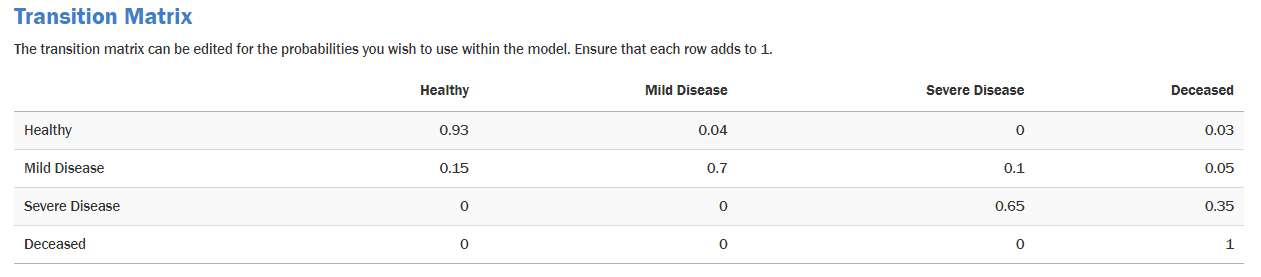 Transition Matrix
The transition matrix can be edited for the probabilities you wish to use within the model. Ensure that each row adds to 1.
Healthy Mild Disease Severe Disease Deceased
Healthy 0.93 0.04 0 0.03
Mild Disease 0.15 0.7 0.1 0.05
Severe Disease 0 0 0.65 0.35
Deceased 0 0 0 1